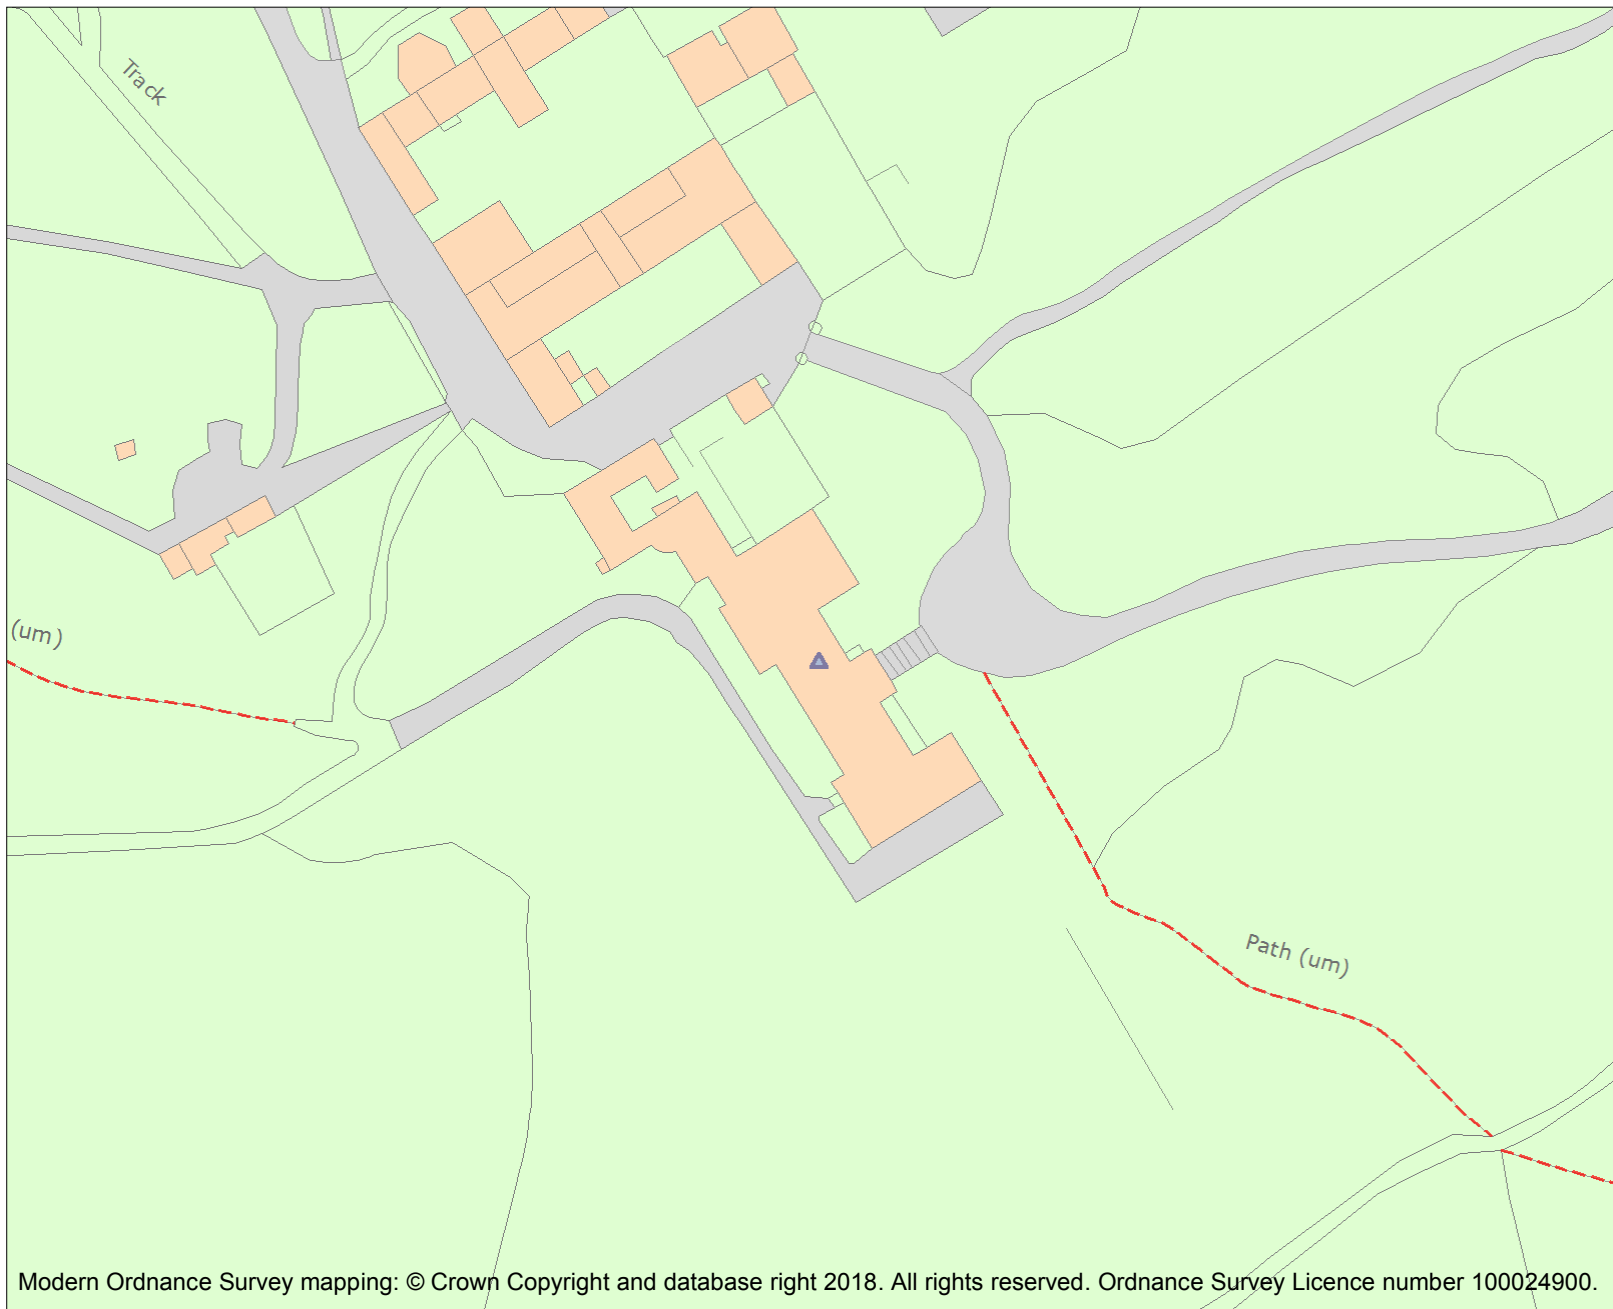 Track
(um)
Path (um)
Modern Ordnance Survey mapping: © Crown Copyright and database right 2018. All rights reserved. Ordnance Survey Licence number 100024900.